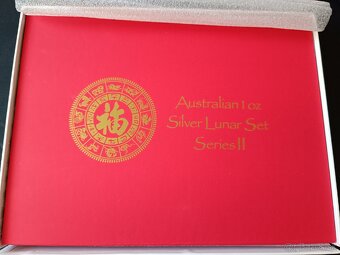 福
Australian 1 oz
Silver Lunar Set
Series II